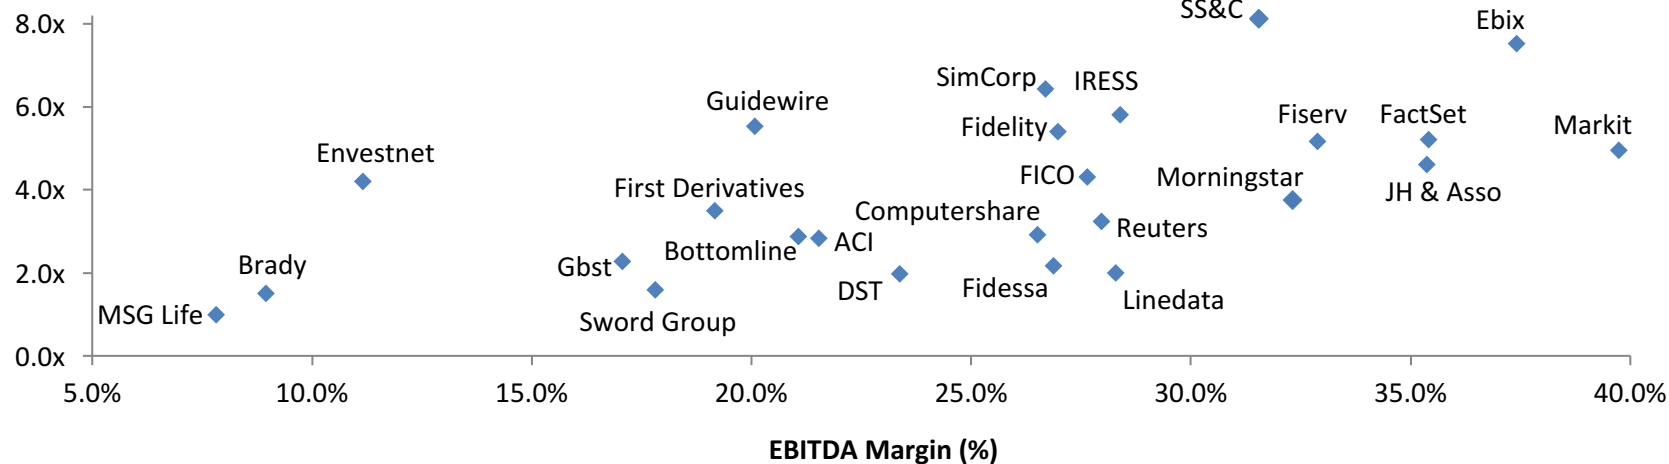 SS&C
8.0x
Ebix
SimCorp
IRESS
Guidewire
6.0x
Fiserv
FactSet
Fidelity
Markit
Envestnet
FICO
Morningstar
4.0x
First Derivatives
JH & Asso
Computershare
Reuters
Bottomline
ACI
Gbst
Brady
2.0x
DST
Fidessa
Linedata
MSG Life
Sword Group
0.0x
5.0%
10.0%
15.0%
20.0%
25.0%
30.0%
35.0%
40.0%
EBITDA Margin (%)